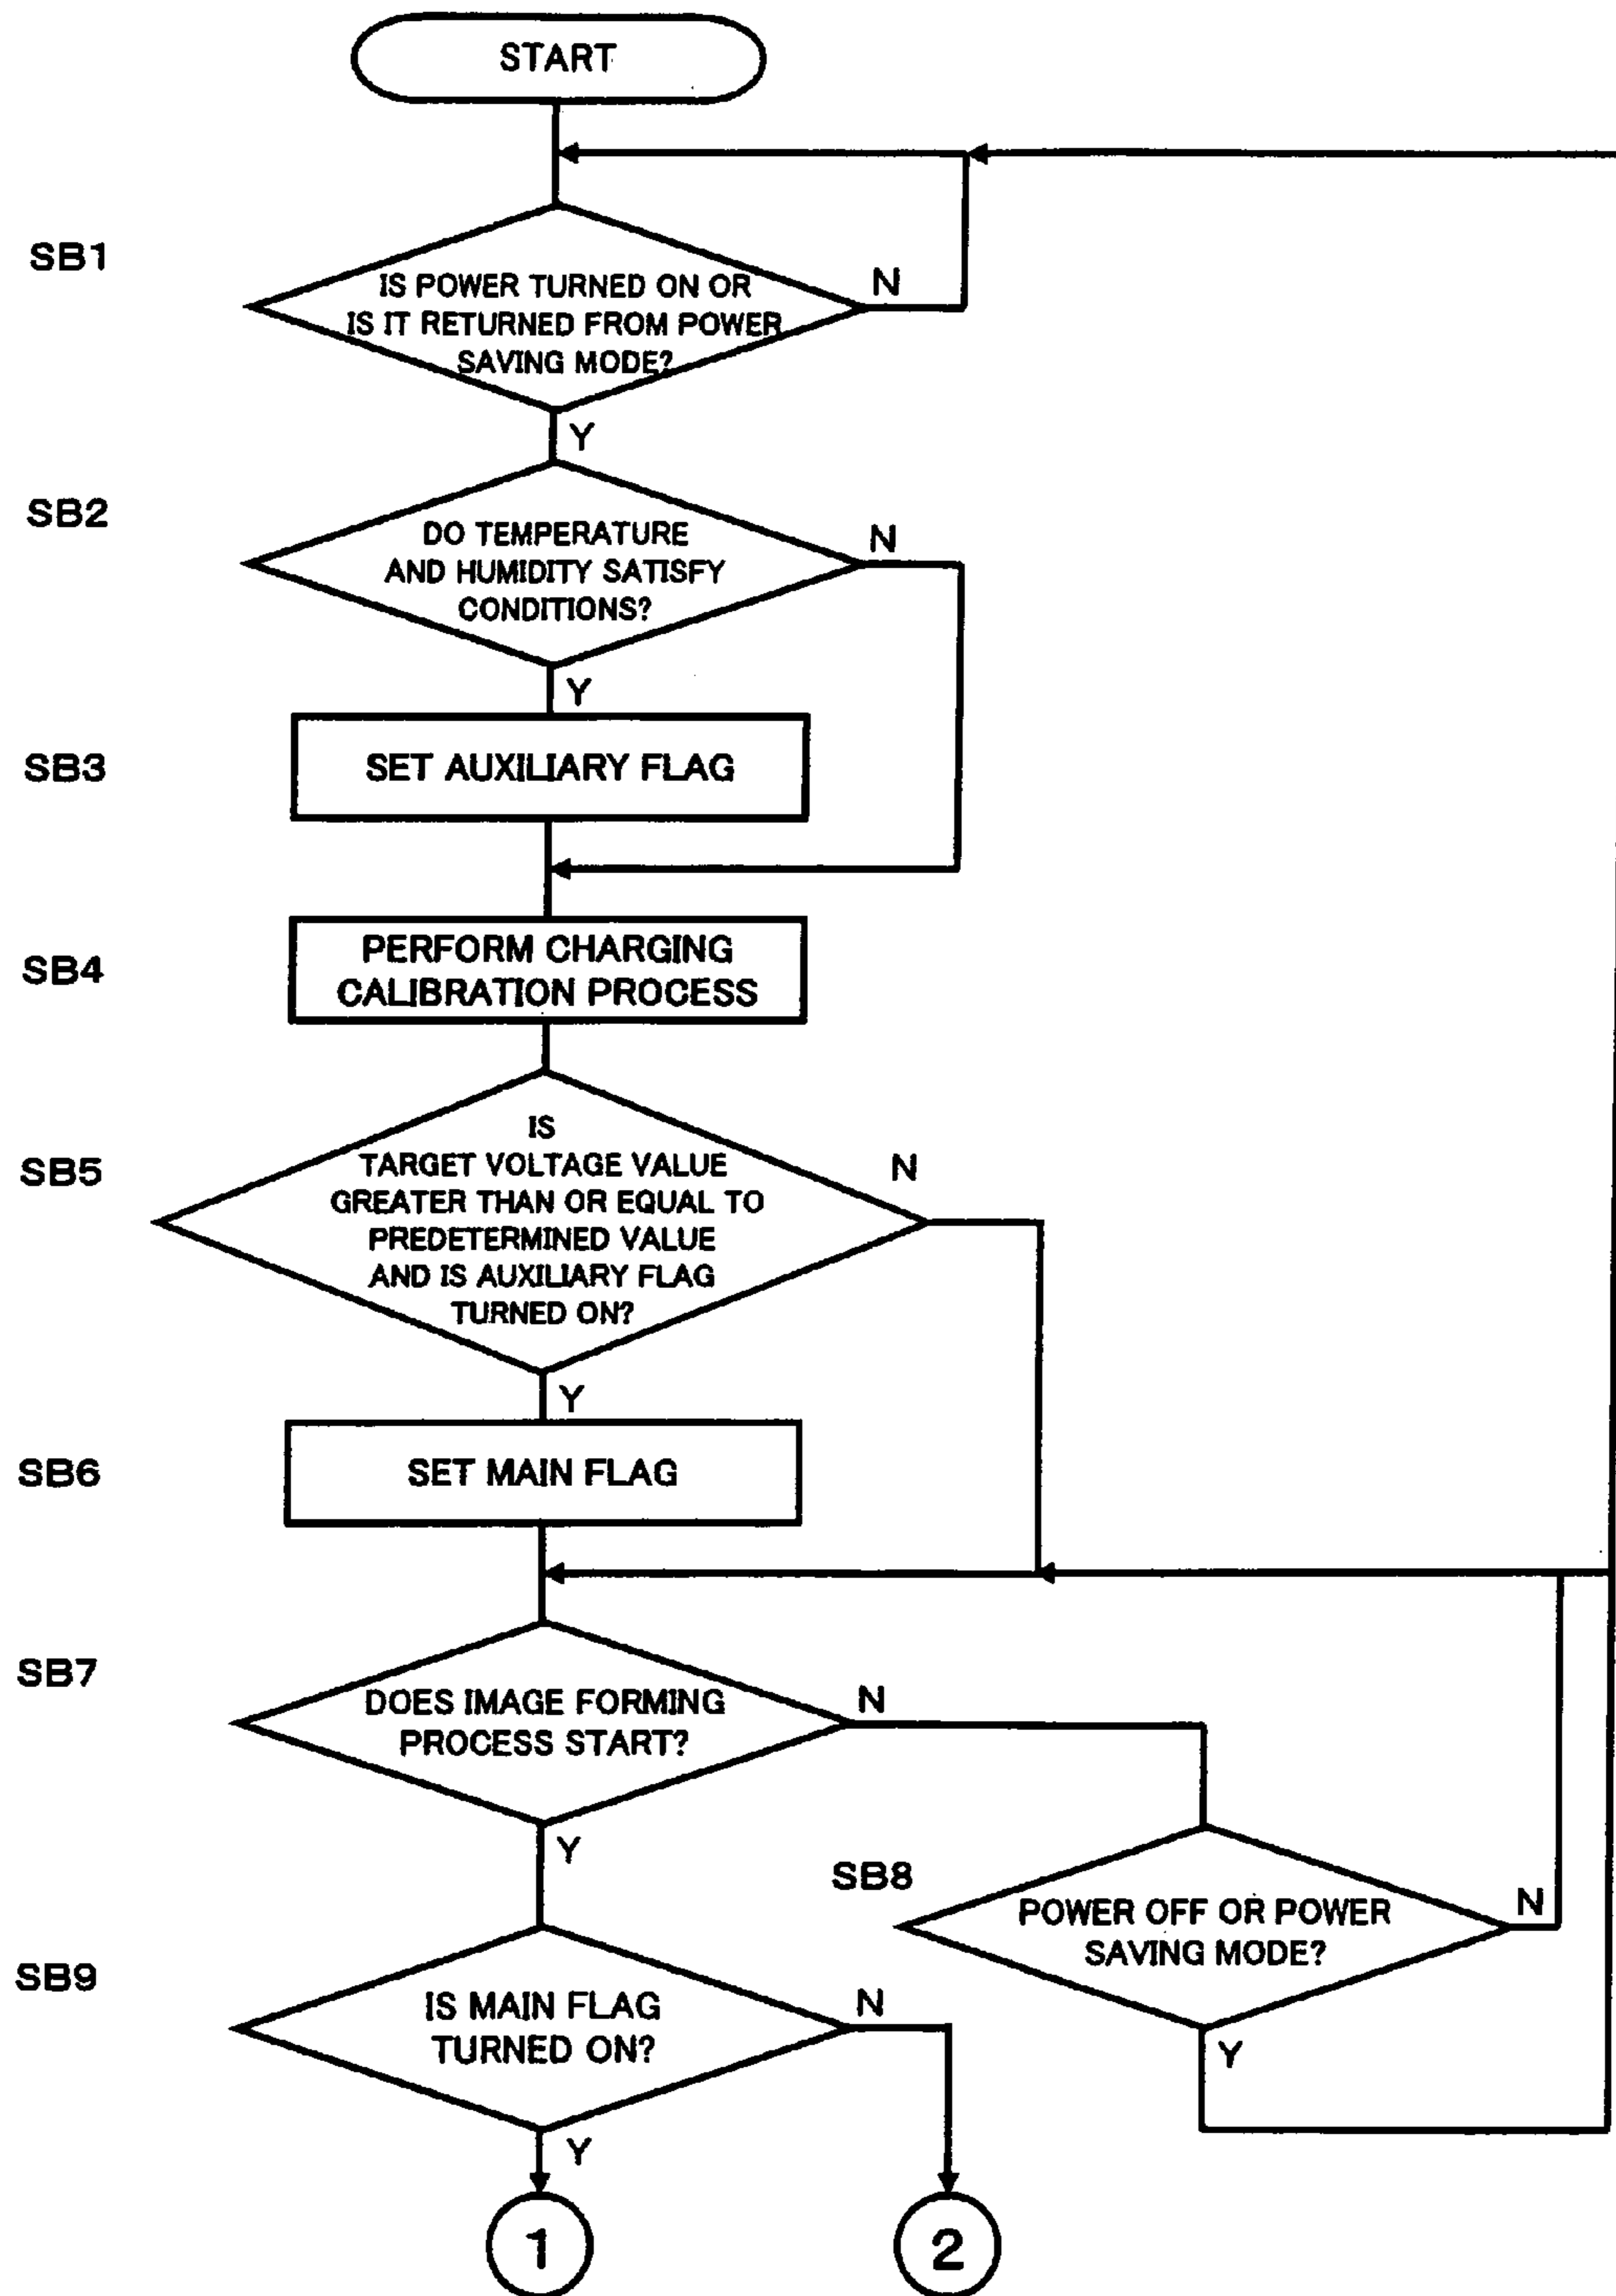 START
SB1
IS POWER TURNED ON OR
IS IT RETURNED FROM POWER
SAVING MODE?
N
Y
SB2
DO TEMPERATURE
AND HUMIDITY SATISFY
CONDITIONS?
N
Y
SB3
SET AUXILIARY FLAG
SB4
PERFORM CHARGING
CALIBRATION PROCESS
SB5
IS
TARGET VOLTAGE VALUE
GREATER THAN OR EQUAL TO
PREDETERMINED VALUE
AND IS AUXILIARY FLAG
TURNED ON?
N
Y
SB6
SET MAIN FLAG
SB7
DOES IMAGE FORMING
PROCESS START?
N
Y
SB8
POWER OFF OR POWER
SAVING MODE?
N
Y
SB9
IS MAIN FLAG
TURNED ON?
N
Y
1
2